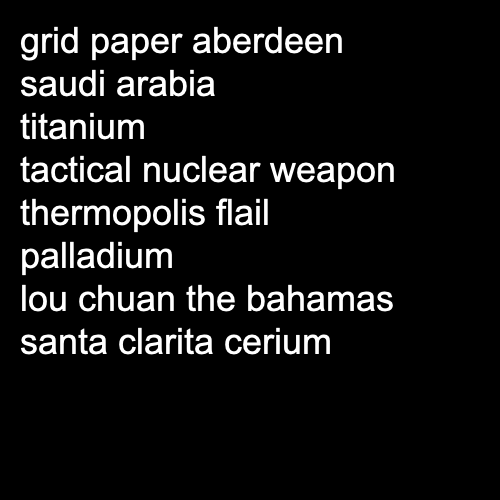 grid paper aberdeen
saudi arabia
titanium
tactical nuclear weapon
thermopolis flail
palladium
lou chuan the bahamas
santa clarita cerium